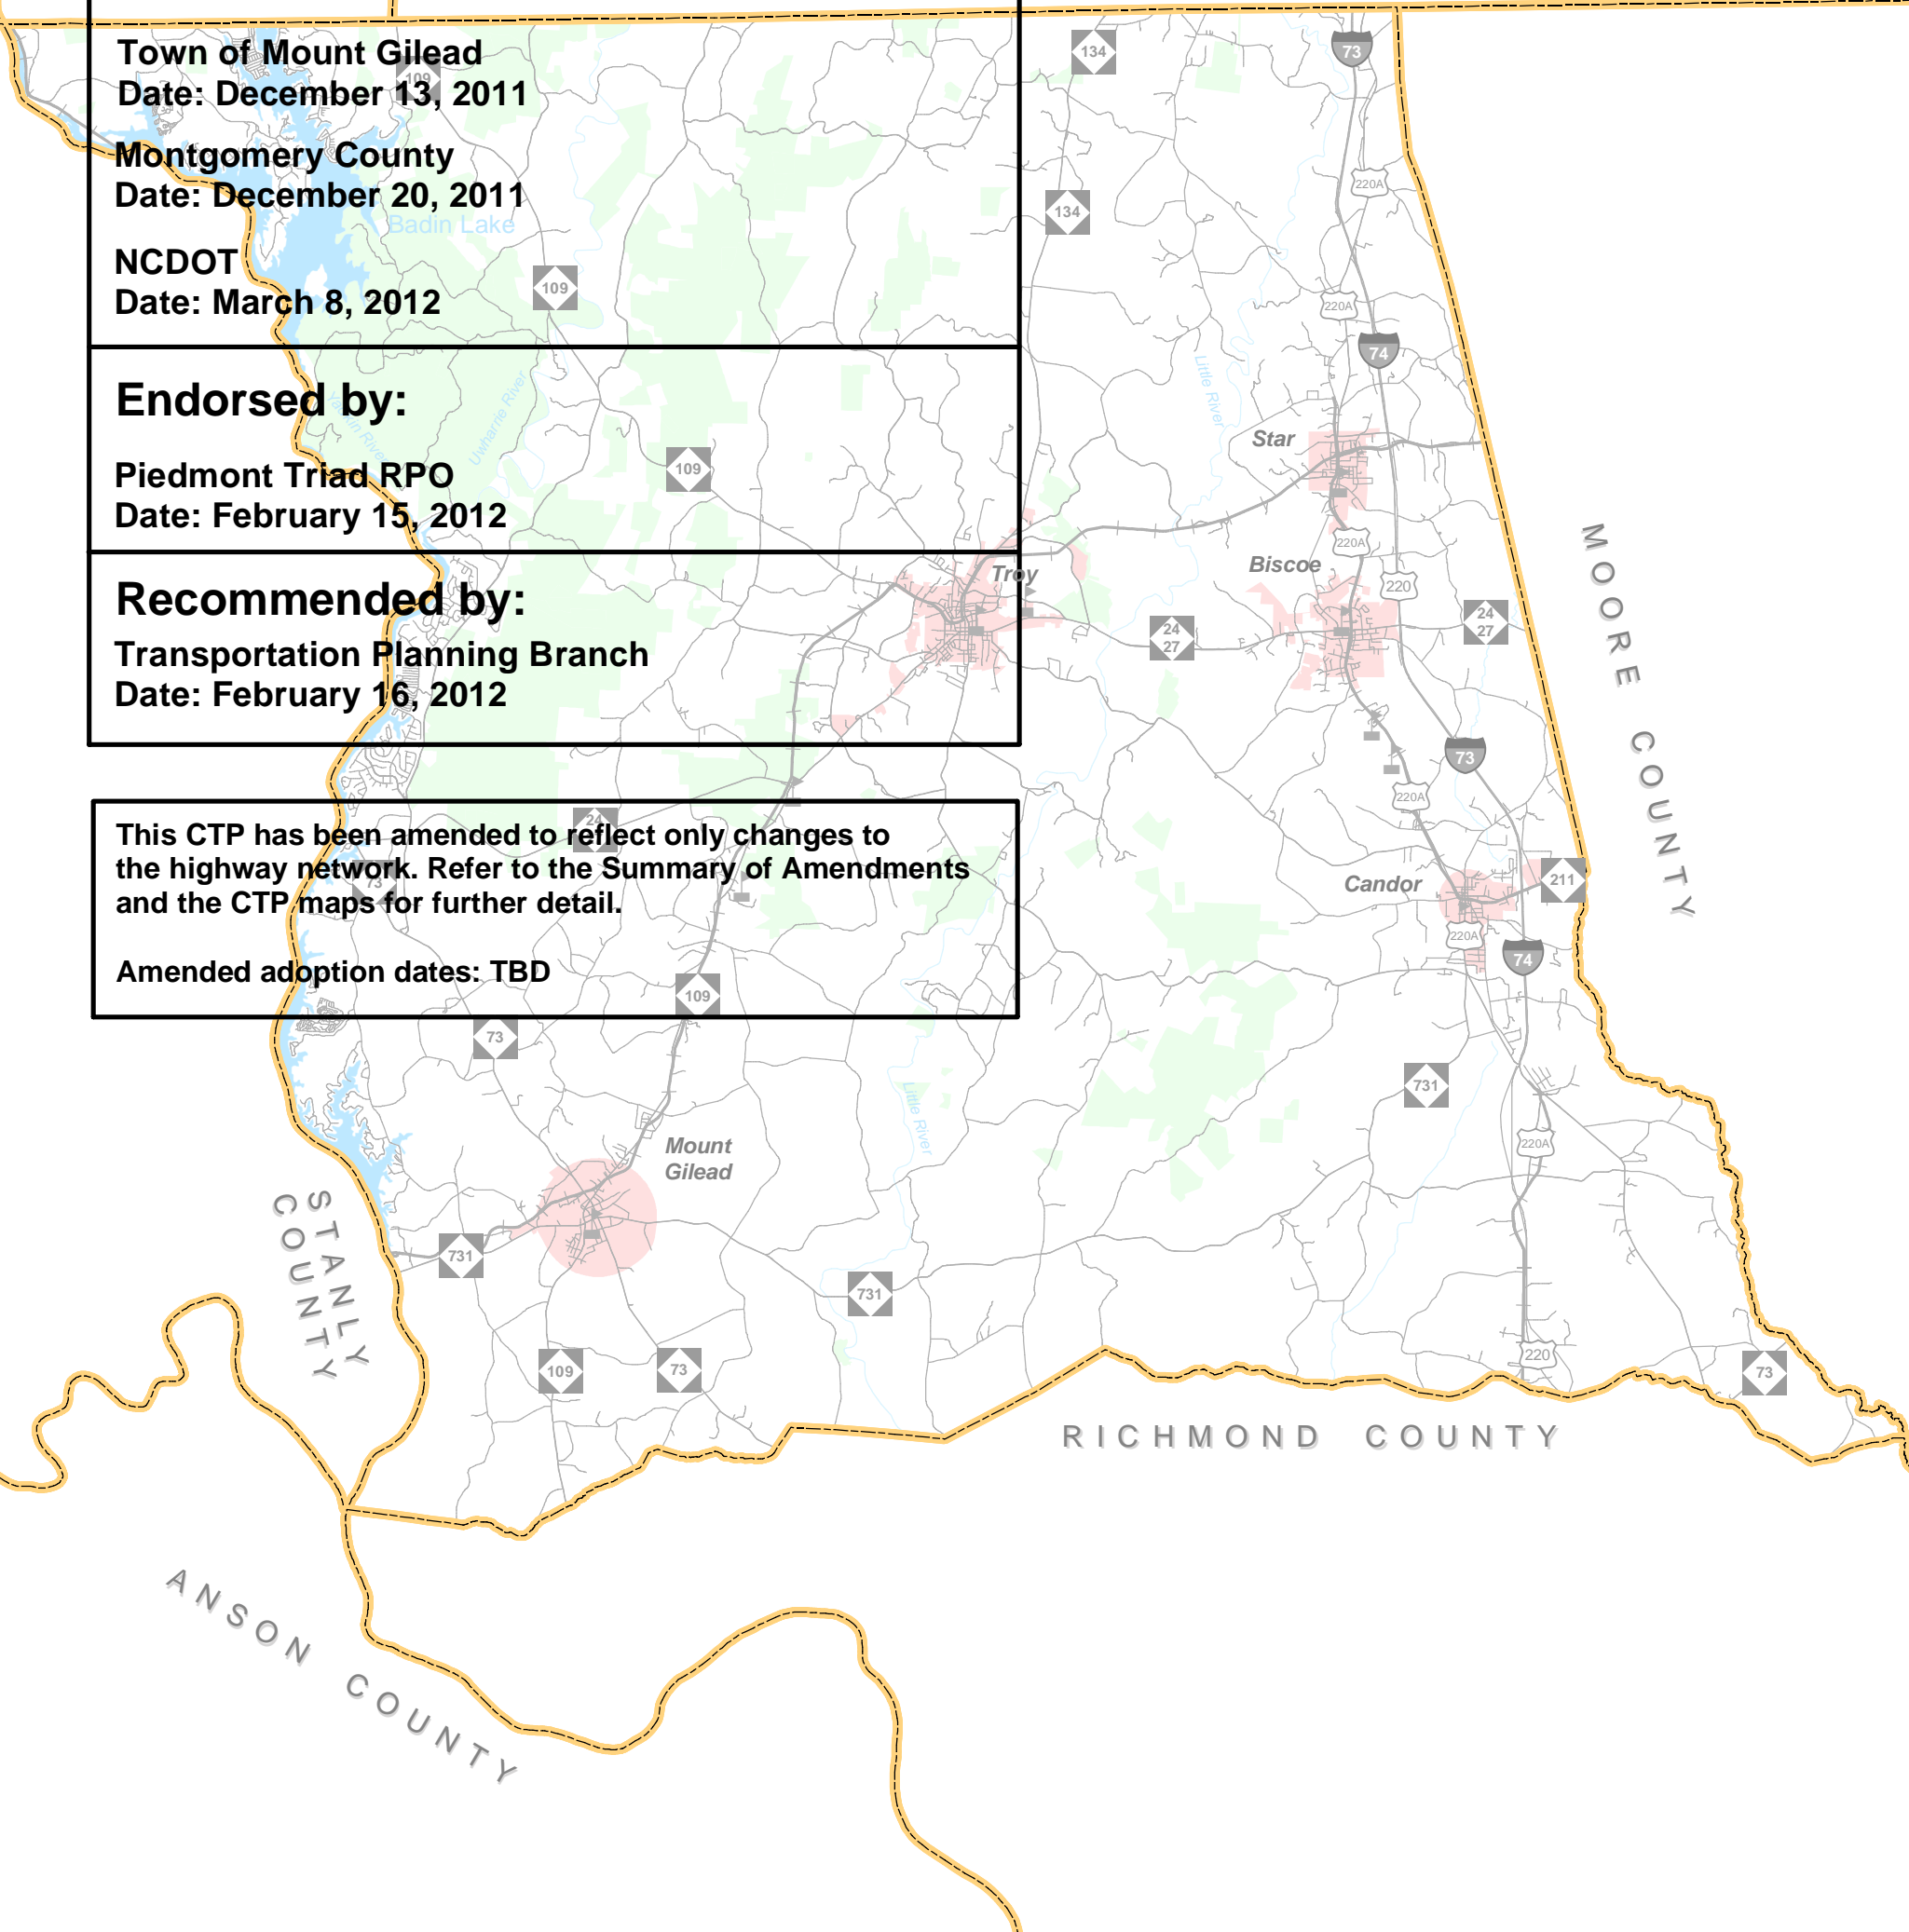 Town of Mount Gilead
Date: December 13, 2011
Montgomery County
Date: December 20, 2011
NCDOT
Date: March 8, 2012
Endorsed by:
Piedmont Triad RPO
Date: February 15, 2012
Recommended by:
Transportation Planning Branch
Date: February 16, 2012
This CTP has been amended to reflect only changes to
the highway network. Refer to the Summary of Amendments
and the CTP maps for further detail.
Amended adoption dates: TBD
109
134
73
220A
134
Badin Lake
109
220A
74
Little River
Yadkin River
Uwharrie River
Star
109
220A
Biscoe
Troy
220
24
27
24
27
MOORE COUNTY
73
220A
24
73
Candor
211
220A
74
109
73
731
Little River
220A
Mount
Gilead
STANLY
COUNTY
731
731
220
109
73
73
RICHMOND COUNTY
ANSON COUNTY